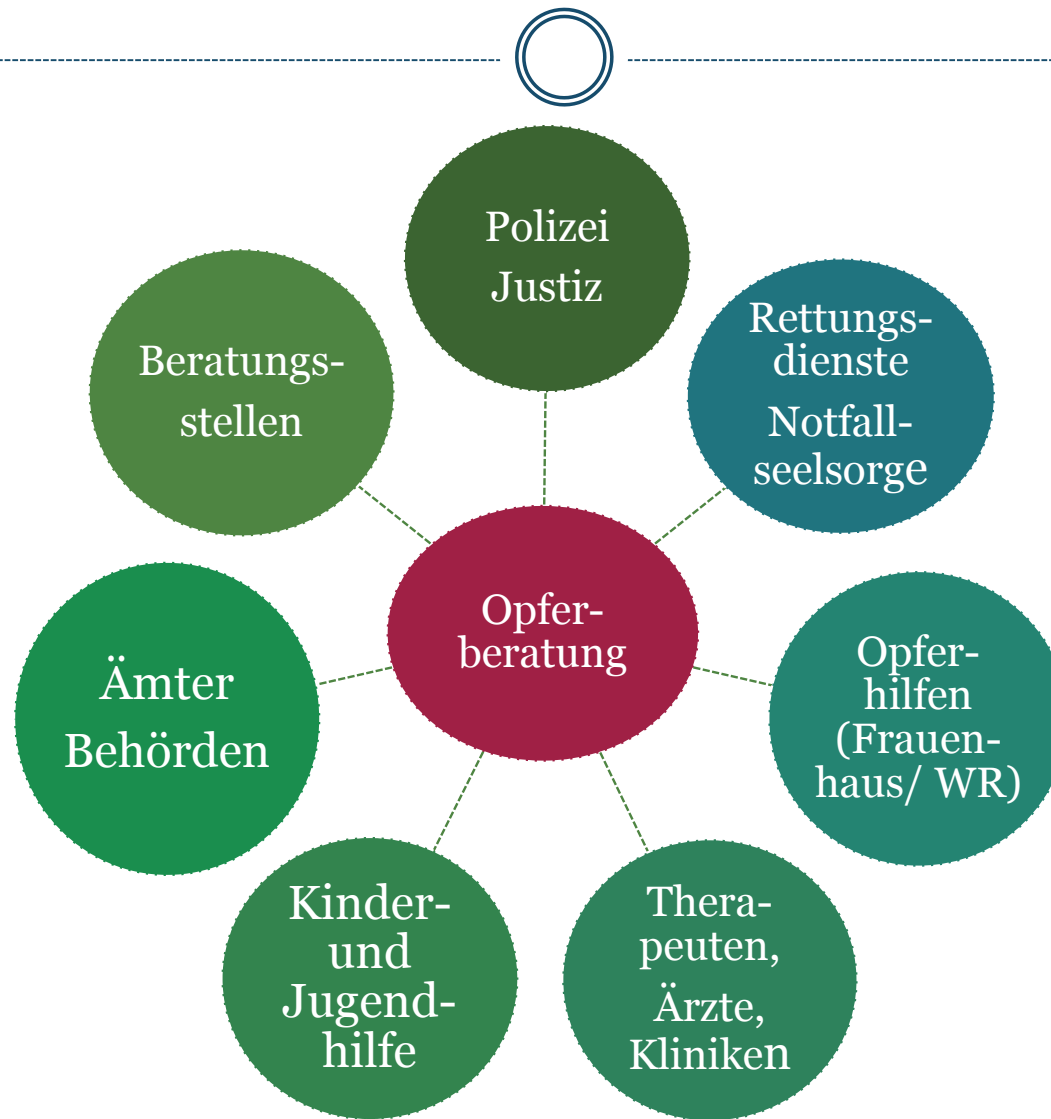 Polizei
Justiz
Rettungs-
dienste
Notfall-
seelsorge
Beratungs-
stellen
Opfer-
beratung
Opfer-
hilfen
(Frauen-
haus/ WR)
Ämter
Behörden
Kinder-
und
Jugend-
hilfe
Thera-
peuten,
Ärzte,
Kliniken